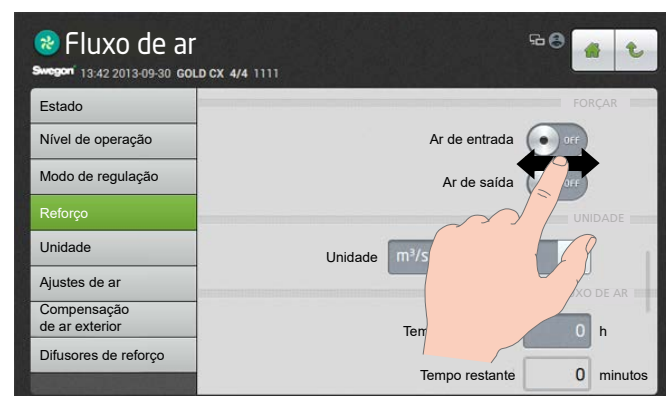 Fluxo de ar
Swegon 13:42 2013-09-30 GOLD CX 4/4 1111
Estado
Nível de operação
Modo de regulação
Reforço
Unidade
Ajustes de ar
Compensação
de ar exterior
Difusores de reforço
FORÇAR
Ar de entrada OFF
Ar de saída OFF
UNIDADE
Unidade m³/s
DE AR
0 h
Tempo restante 0 minutos